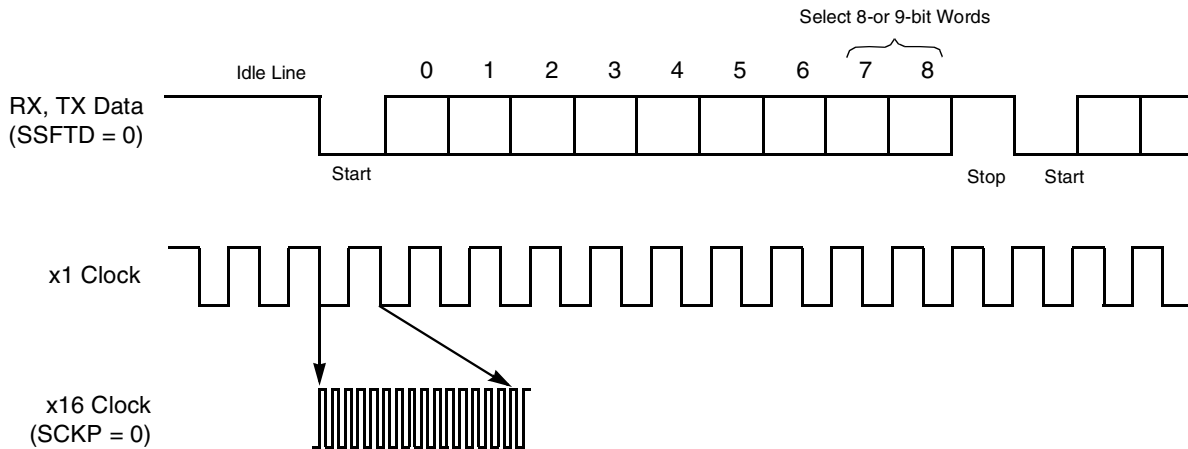 Select 8-or 9-bit Words
Idle Line
0 1 2 3 4 5 6 7 8
RX, TX Data
(SSFTD = 0)
Start
Stop
Start
x1 Clock
x16 Clock
(SCKP = 0)